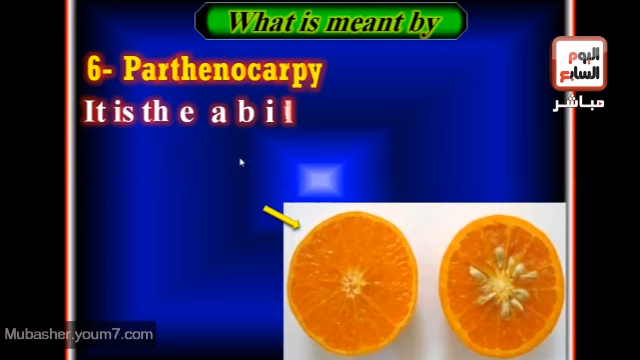 What is meant by
اليوم
السابع
مباشر
6- Parthenocarpy
It is the abil
Mubasher.youm7.com